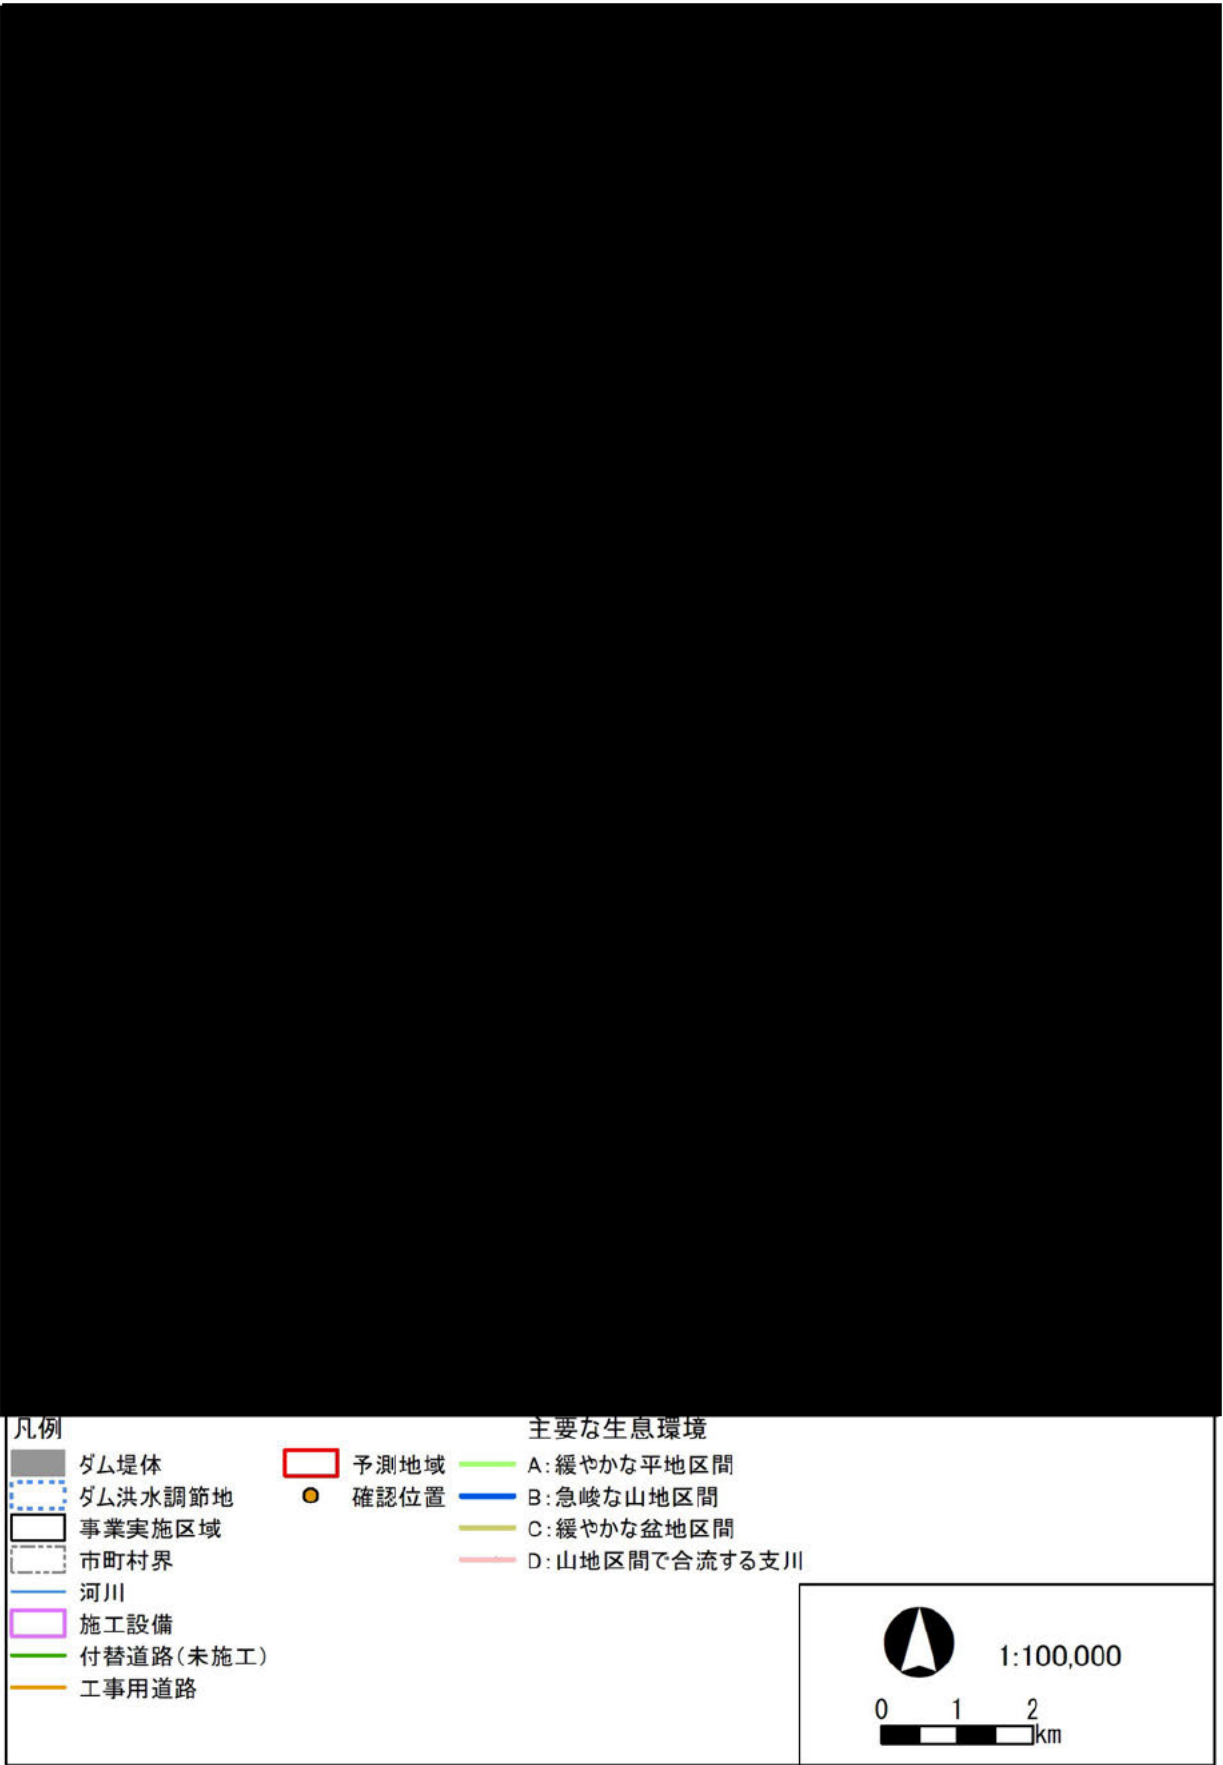 凡例
ダム堤体
ダム洪水調節地
事業実施区域
市町村界
河川
施工設備
付替道路(未施工)
工事用道路
予測地域
確認位置
主要な生息環境
A:緩やかな平地区間
B:急峻な山地区間
C:緩やかな盆地区間
D:山地区間で合流する支川
1:100,000
0 1 2
km